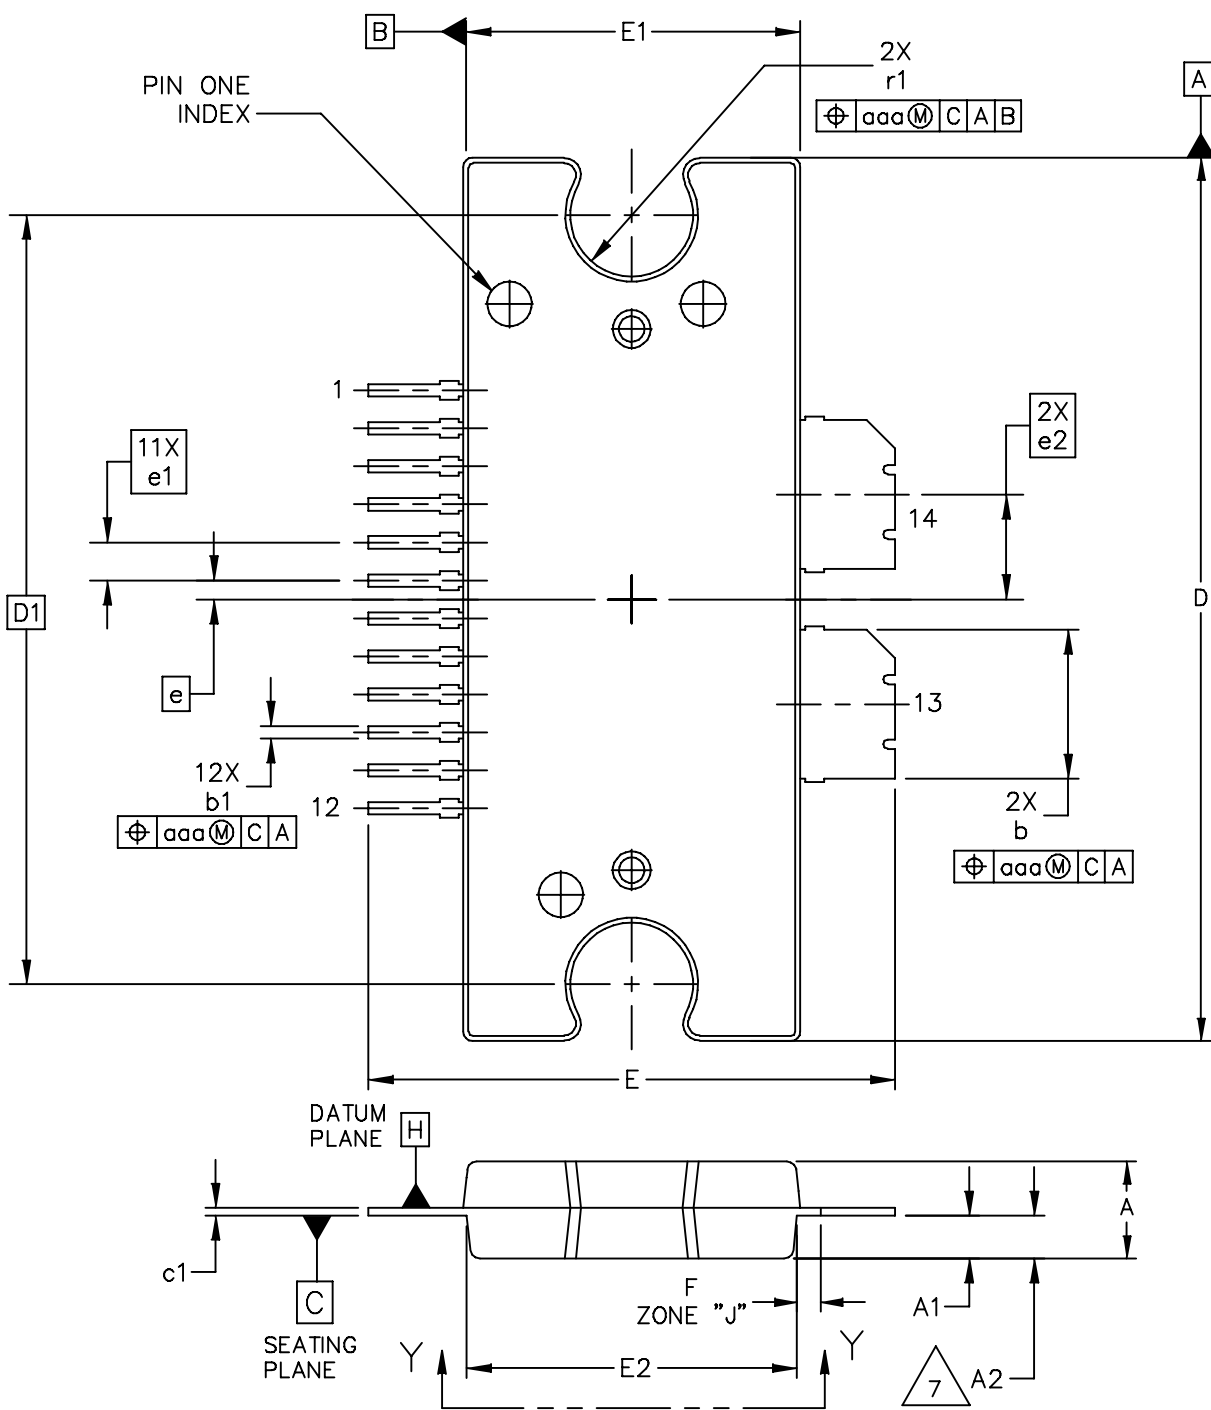 B
E1
2X
r1
⌖ aaa Ⓜ C A B
A
PIN ONE
INDEX
1
11X
e1
2X
e2
14
D1
D
e
13
12X
b1
⌖ aaa Ⓜ C A
12
2X
b
⌖ aaa Ⓜ C A
E
DATUM
PLANE
H
A
c1
C
SEATING
PLANE
F
ZONE "J"
A1
Y
Y
E2
7
A2